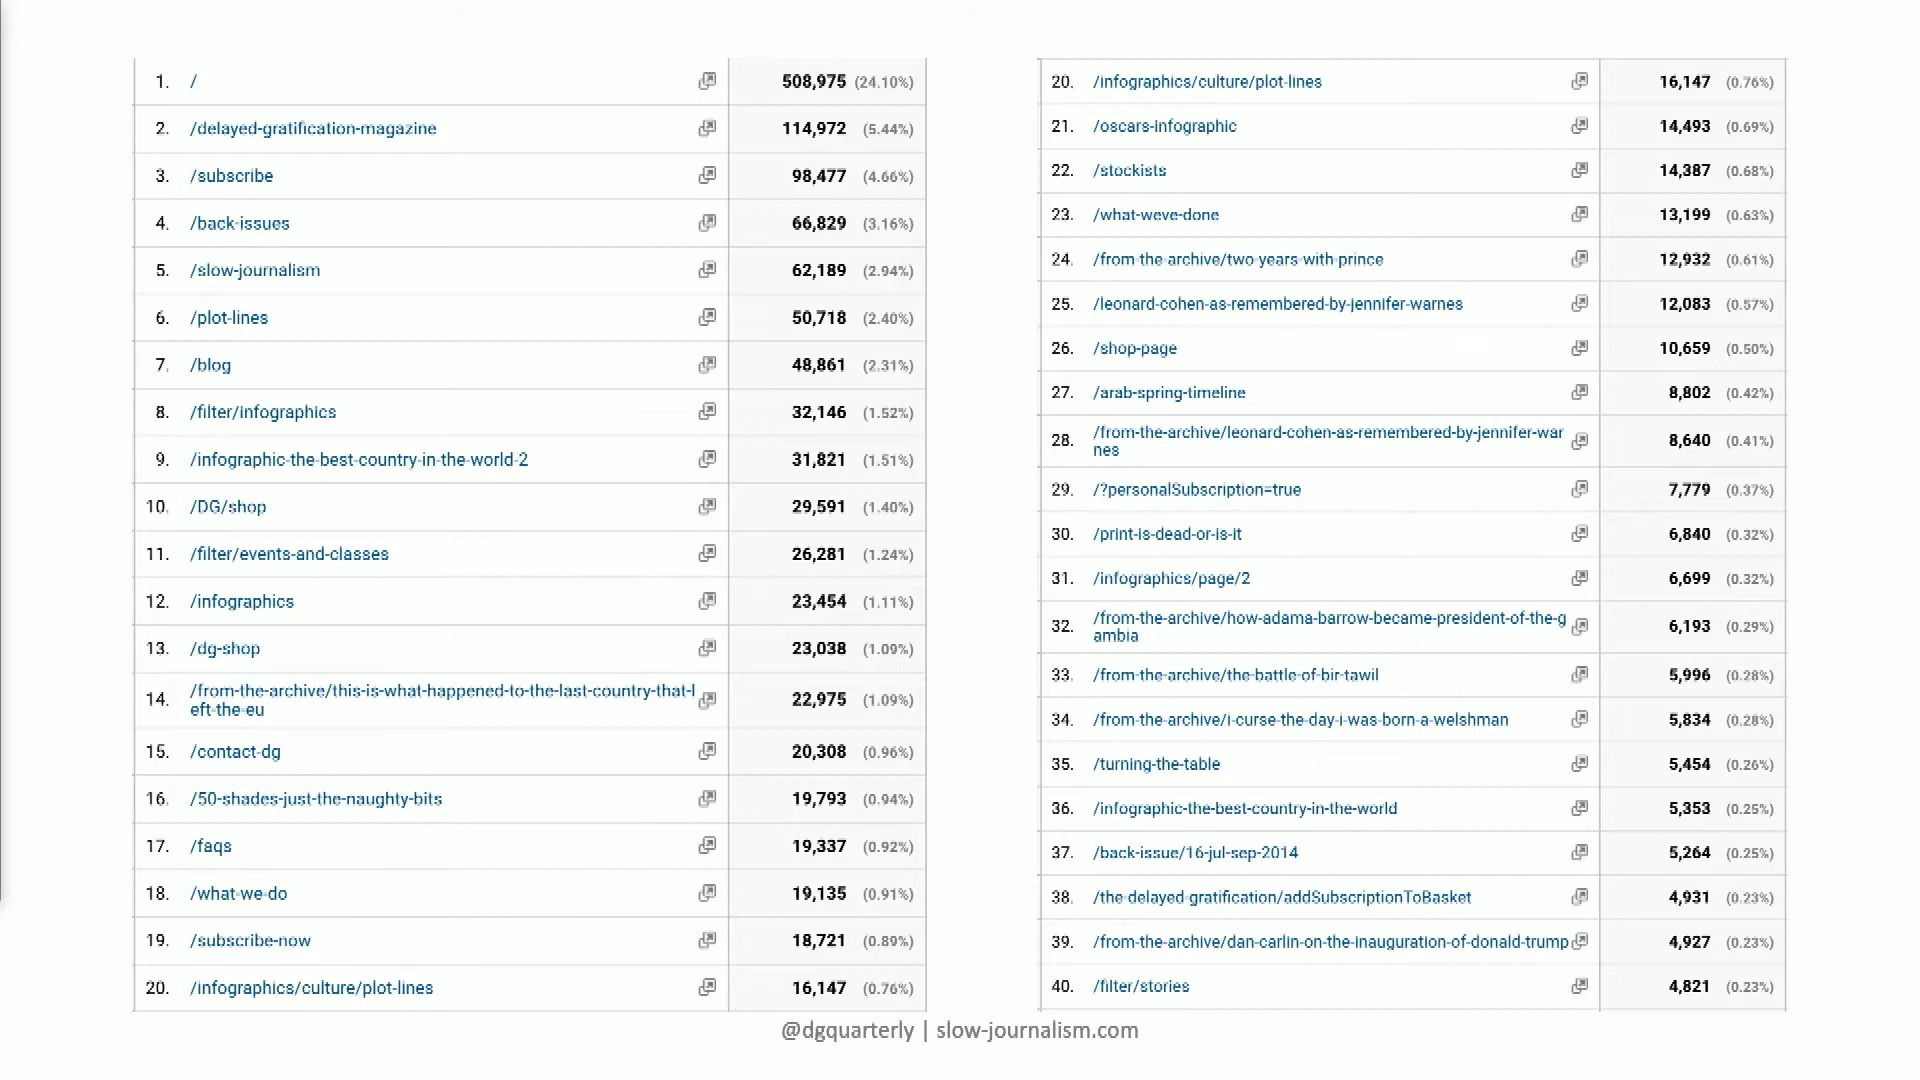 1. / 508,975 (24.10%)
2. /delayed-gratification-magazine 114,972 (5.44%)
3. /subscribe 98,477 (4.66%)
4. /back-issues 66,829 (3.16%)
5. /slow-journalism 62,189 (2.94%)
6. /plot-lines 50,718 (2.40%)
7. /blog 48,861 (2.31%)
8. /filter/infographics 32,146 (1.52%)
9. /infographic-the-best-country-in-the-world-2 31,821 (1.51%)
10. /DG/shop 29,591 (1.40%)
11. /filter/events-and-classes 26,281 (1.24%)
12. /infographics 23,454 (1.11%)
13. /dg-shop 23,038 (1.09%)
14. /from-the-archive/this-is-what-happened-to-the-last-country-that-l
eft-the-eu 22,975 (1.09%)
15. /contact-dg 20,308 (0.96%)
16. /50-shades-just-the-naughty-bits 19,793 (0.94%)
17. /faqs 19,337 (0.92%)
18. /what-we-do 19,135 (0.91%)
19. /subscribe-now 18,721 (0.89%)
20. /infographics/culture/plot-lines 16,147 (0.76%)
20. /infographics/culture/plot-lines 16,147 (0.76%)
21. /oscars-infographic 14,493 (0.69%)
22. /stockists 14,387 (0.68%)
23. /what-weve-done 13,199 (0.63%)
24. /from-the-archive/two-years-with-prince 12,932 (0.61%)
25. /leonard-cohen-as-remembered-by-jennifer-warnes 12,083 (0.57%)
26. /shop-page 10,659 (0.50%)
27. /arab-spring-timeline 8,802 (0.42%)
28. /from-the-archive/leonard-cohen-as-remembered-by-jennifer-war
nes 8,640 (0.41%)
29. /?personalSubscription=true 7,779 (0.37%)
30. /print-is-dead-or-is-it 6,840 (0.32%)
31. /infographics/page/2 6,699 (0.32%)
32. /from-the-archive/how-adama-barrow-became-president-of-the-g
ambia 6,193 (0.29%)
33. /from-the-archive/the-battle-of-bir-tawil 5,996 (0.28%)
34. /from-the-archive/i-curse-the-day-i-was-born-a-welshman 5,834 (0.28%)
35. /turning-the-table 5,454 (0.26%)
36. /infographic-the-best-country-in-the-world 5,353 (0.25%)
37. /back-issue/16-jul-sep-2014 5,264 (0.25%)
38. /the-delayed-gratification/addSubscriptionToBasket 4,931 (0.23%)
39. /from-the-archive/dan-carlin-on-the-inauguration-of-donald-trump 4,927 (0.23%)
40. /filter/stories 4,821 (0.23%)
@dgquarterly | slow-journalism.com